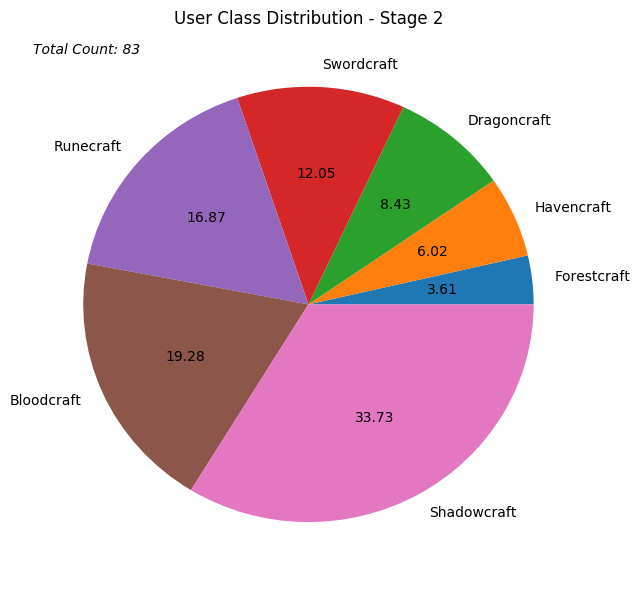 User Class Distribution - Stage 2
Total Count: 83
Swordcraft
Dragoncraft
Runecraft
12.05
Havencraft
8.43
16.87
6.02
Forestcraft
3.61
19.28
Bloodcraft
33.73
Shadowcraft